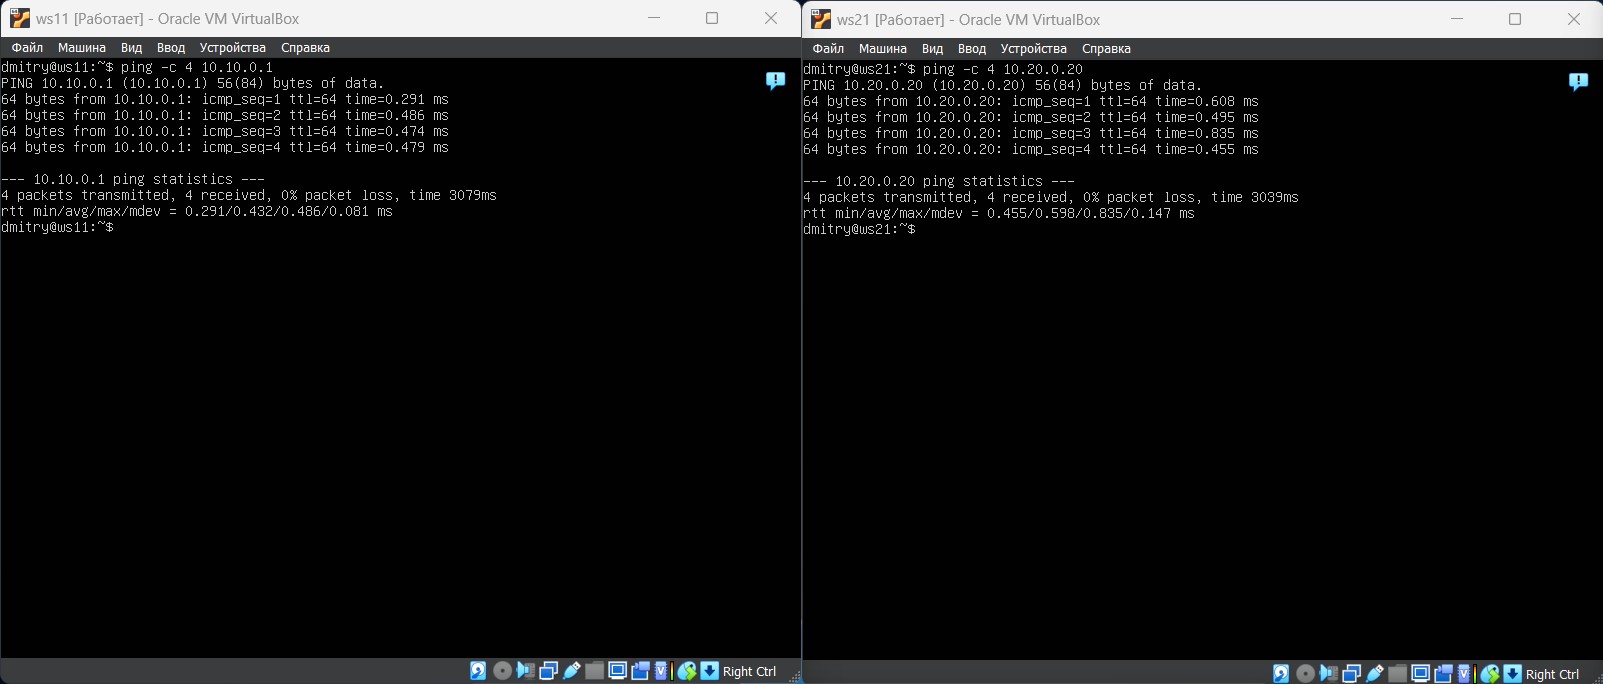 ws11 [Работает] - Oracle VM VirtualBox
Файл Машина Вид Ввод Устройства Справка
dmitry@ws11:~$ ping -c 4 10.10.0.1
PING 10.10.0.1 (10.10.0.1) 56(84) bytes of data.
64 bytes from 10.10.0.1: icmp_seq=1 ttl=64 time=0.291 ms
64 bytes from 10.10.0.1: icmp_seq=2 ttl=64 time=0.486 ms
64 bytes from 10.10.0.1: icmp_seq=3 ttl=64 time=0.474 ms
64 bytes from 10.10.0.1: icmp_seq=4 ttl=64 time=0.479 ms
--- 10.10.0.1 ping statistics ---
4 packets transmitted, 4 received, 0% packet loss, time 3079ms
rtt min/avg/max/mdev = 0.291/0.432/0.486/0.081 ms
dmitry@ws11:~$
Right Ctrl
ws21 [Работает] - Oracle VM VirtualBox
Файл Машина Вид Ввод Устройства Справка
dmitry@ws21:~$ ping -c 4 10.20.0.20
PING 10.20.0.20 (10.20.0.20) 56(84) bytes of data.
64 bytes from 10.20.0.20: icmp_seq=1 ttl=64 time=0.608 ms
64 bytes from 10.20.0.20: icmp_seq=2 ttl=64 time=0.495 ms
64 bytes from 10.20.0.20: icmp_seq=3 ttl=64 time=0.835 ms
64 bytes from 10.20.0.20: icmp_seq=4 ttl=64 time=0.455 ms
--- 10.20.0.20 ping statistics ---
4 packets transmitted, 4 received, 0% packet loss, time 3039ms
rtt min/avg/max/mdev = 0.455/0.598/0.835/0.147 ms
dmitry@ws21:~$
Right Ctrl